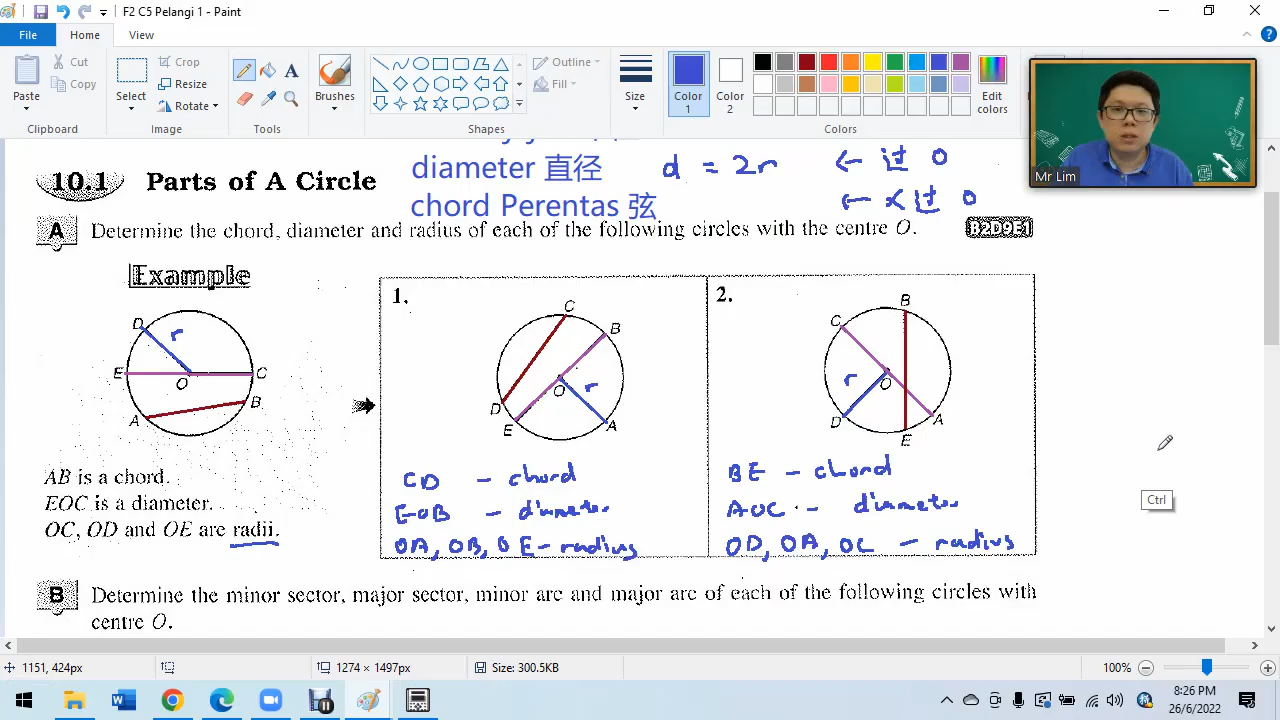 F2 C5 Pelangi 1 - Paint
File
Home
View
Paste
Cut
Copy
Clipboard
Select
Crop
Resize
Rotate
Image
Tools
Brushes
Shapes
Outline
Fill
Size
Color 1
Color 2
Colors
Edit colors
Mr Lim
diameter 直径
d = 2r ← 过 O
chord Perentas 弦
← 不过 O
10.1 Parts of A Circle
A Determine the chord, diameter and radius of each of the following circles with the centre O. B2D9E1
Example
D
r
E
O
C
A
B
AB is a chord.
EOC is a diameter.
OC, OD and OE are radii.
1.
C
B
D
O
r
E
A
CD - chord
EOB - diameter
OA, OB, OE - radius
2.
B
C
r
O
D
A
E
BE - chord
AOC - diameter
OD, OA, OC - radius
Ctrl
B Determine the minor sector, major sector, minor arc and major arc of each of the following circles with
centre O.
1151, 424px
1274 × 1497px
Size: 300.5KB
100%
8:26 PM
26/6/2022